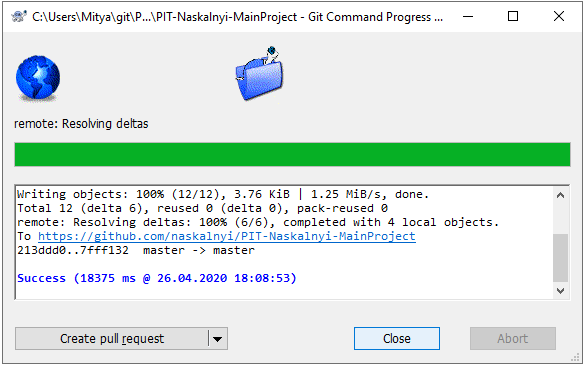 C:\Users\Mitya\git\P...\PIT-Naskalnyi-MainProject - Git Command Progress ...
remote: Resolving deltas
Writing objects: 100% (12/12), 3.76 KiB | 1.25 MiB/s, done.
Total 12 (delta 6), reused 0 (delta 0), pack-reused 0
remote: Resolving deltas: 100% (6/6), completed with 4 local objects.
To https://github.com/naskalnyi/PIT-Naskalnyi-MainProject
213ddd0..7fff132  master -> master
Success (18375 ms @ 26.04.2020 18:08:53)
Create pull request
Close
Abort